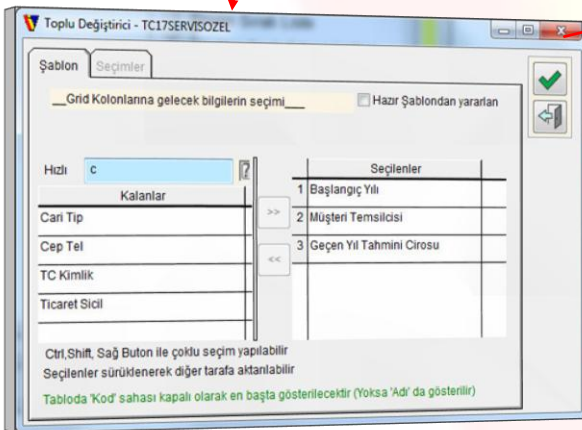 Toplu Değiştirici - TC17SERVISOZEL
Şablon Seçimler
__Grid Kolonlarına gelecek bilgilerin seçimi___ Hazır Şablondan yararlan
Hızlı c
Kalanlar
Cari Tip
Cep Tel
TC Kimlik
Ticaret Sicil
>>
<<
Seçilenler
1 Başlangıç Yılı
2 Müşteri Temsilcisi
3 Geçen Yıl Tahmini Cirosu
Ctrl,Shift, Sağ Buton ile çoklu seçim yapılabilir
Seçilenler sürüklenerek diğer tarafa aktarılabilir
Tabloda 'Kod' sahası kapalı olarak en başta gösterilecektir (Yoksa 'Adı' da gösterilir)